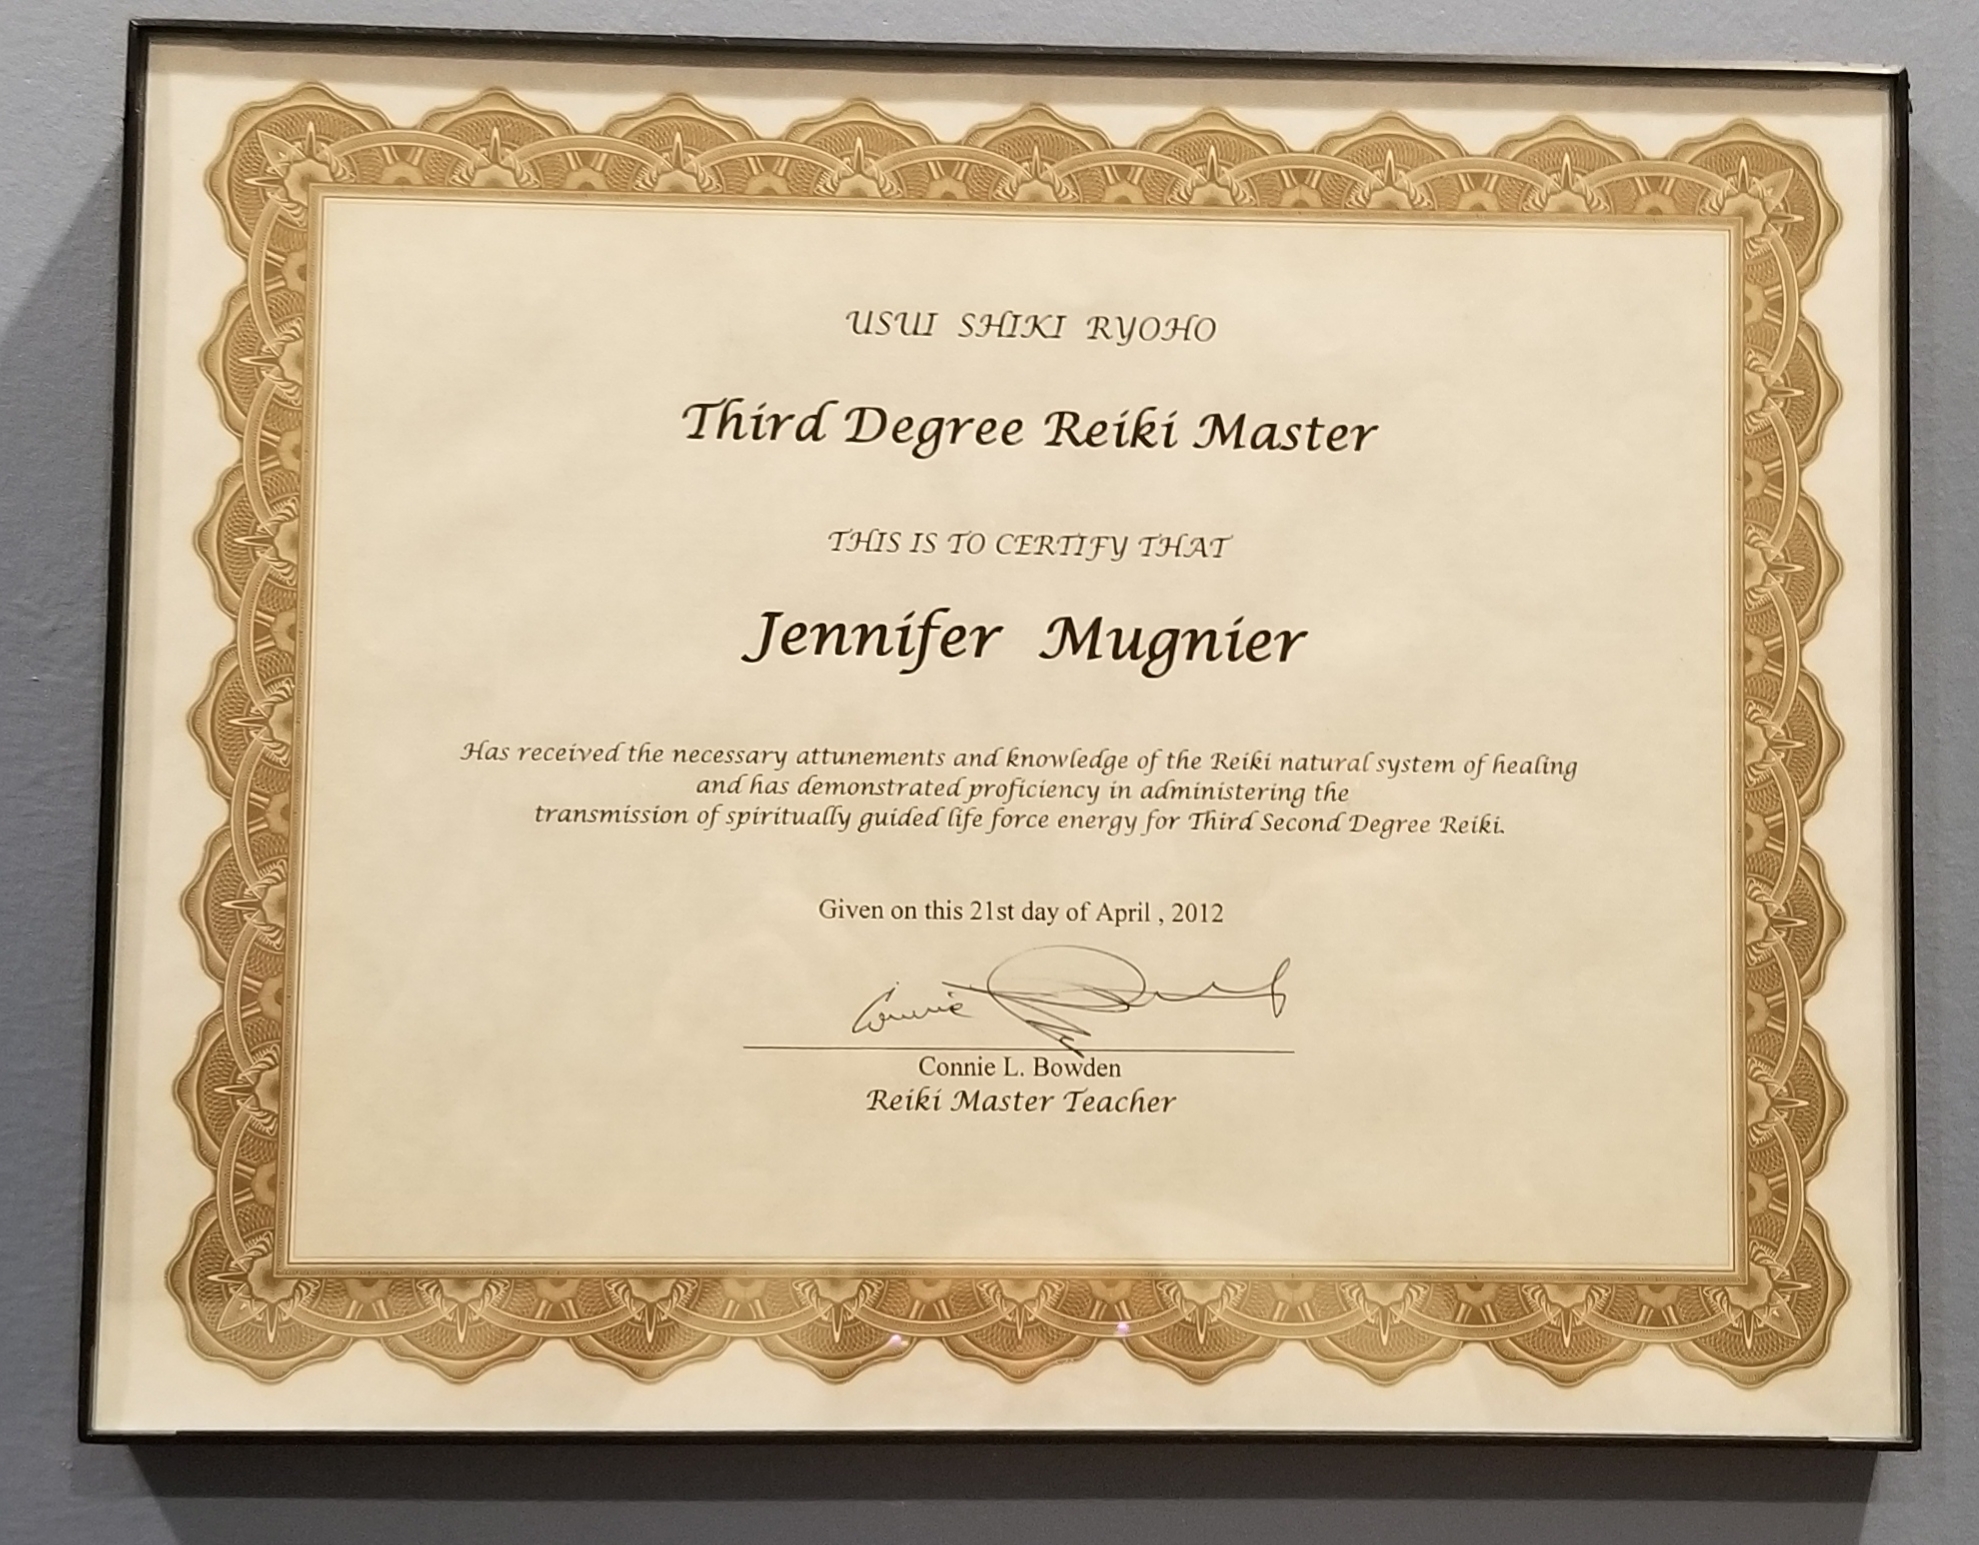 USUI SHIKI RYOHO
Third Degree Reiki Master
THIS IS TO CERTIFY THAT
Jennifer Mugnier
Has received the necessary attunements and knowledge of the Reiki natural system of healing
and has demonstrated proficiency in administering the
transmission of spiritually guided life force energy for Third Second Degree Reiki.
Given on this 21st day of April , 2012
Connie
Connie L. Bowden
Reiki Master Teacher